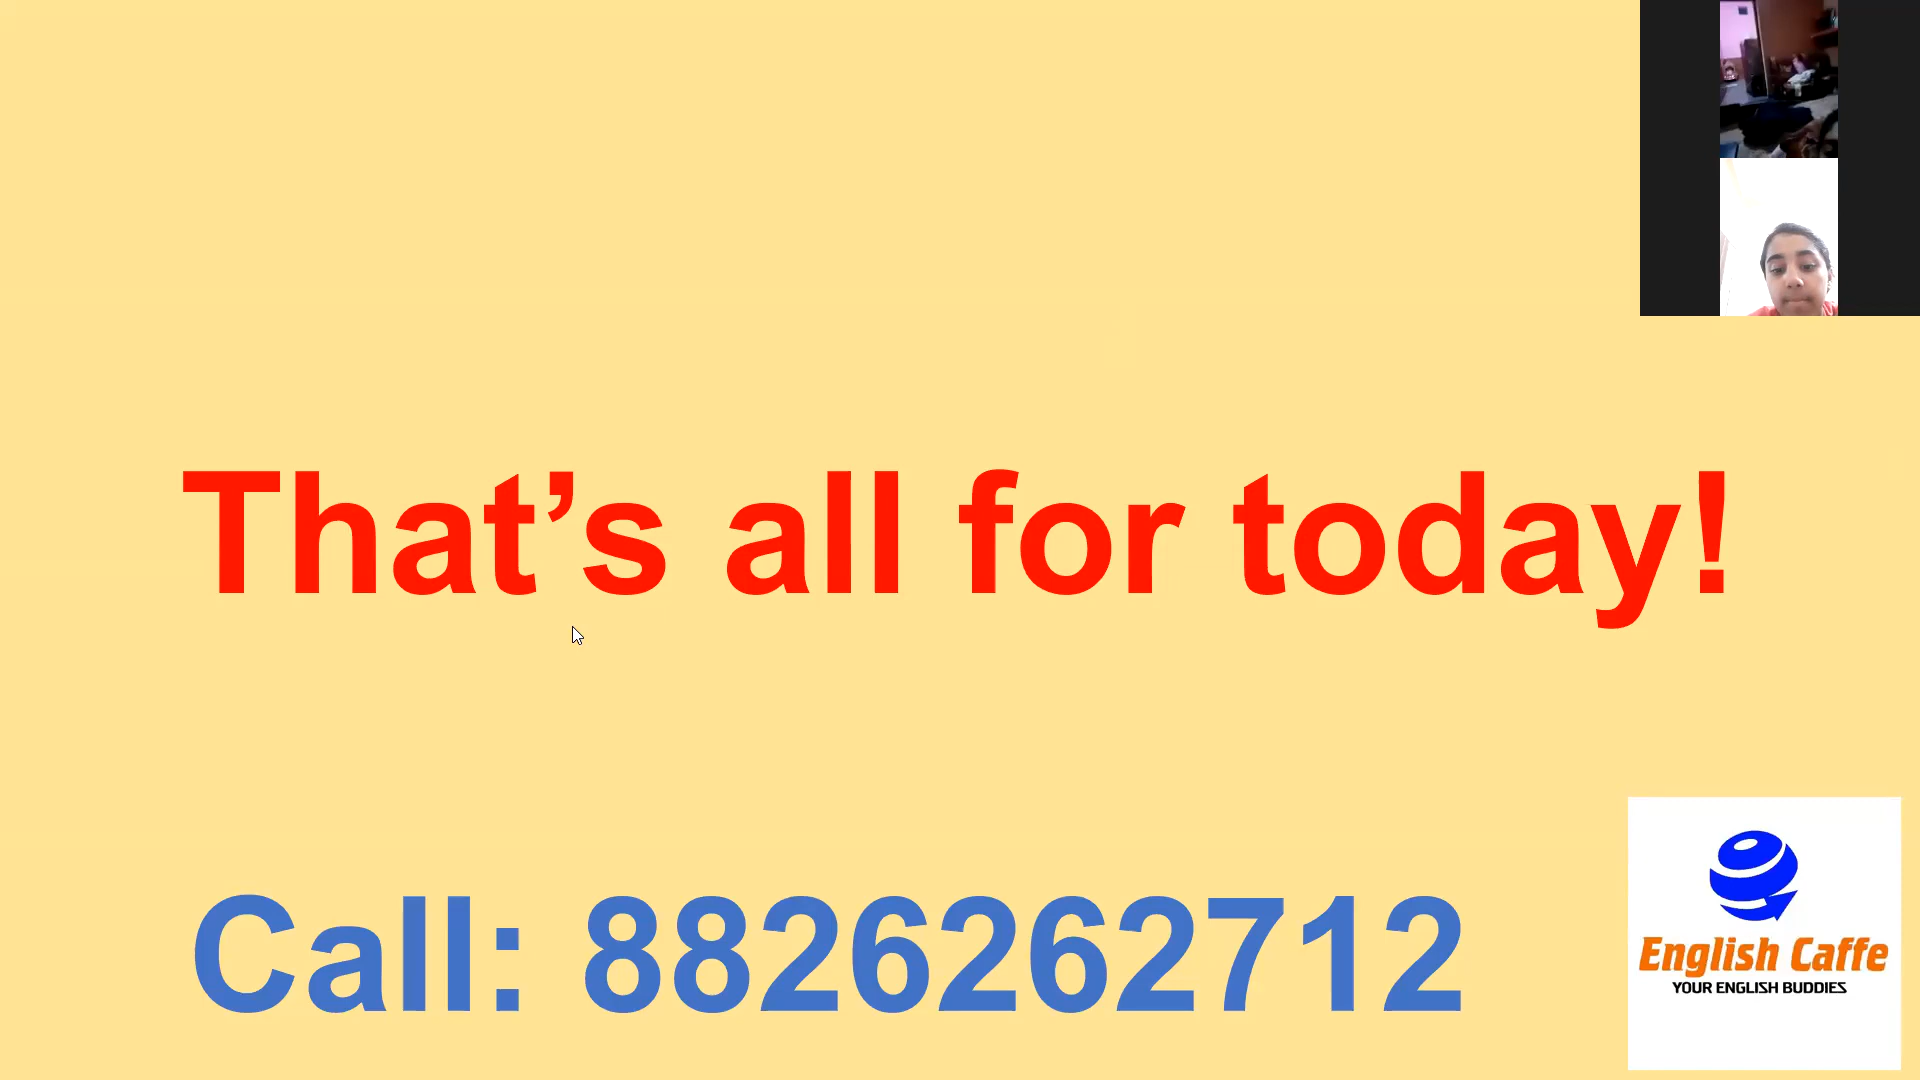 That’s all for today!
Call: 8826262712
English Caffe
YOUR ENGLISH BUDDIES